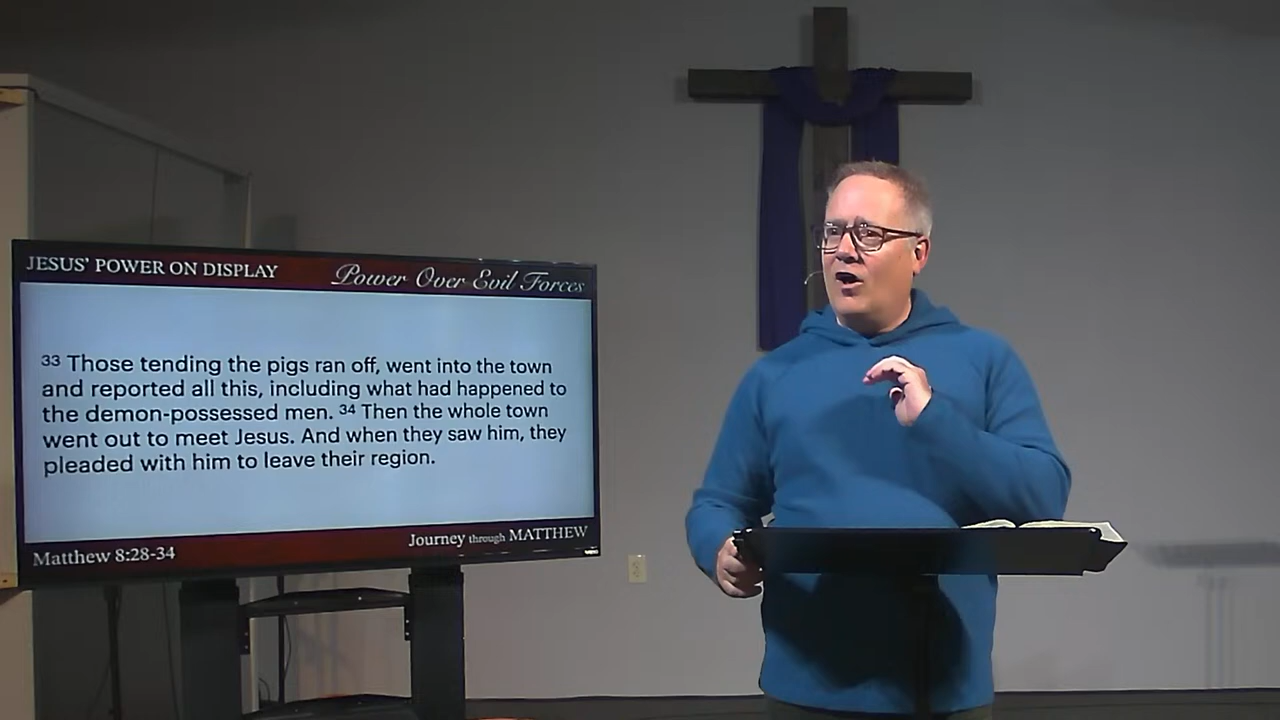 JESUS' POWER ON DISPLAY
Power Over Evil Forces
33 Those tending the pigs ran off, went into the town
and reported all this, including what had happened to
the demon-possessed men. 34 Then the whole town
went out to meet Jesus. And when they saw him, they
pleaded with him to leave their region.
Matthew 8:28-34
Journey through MATTHEW